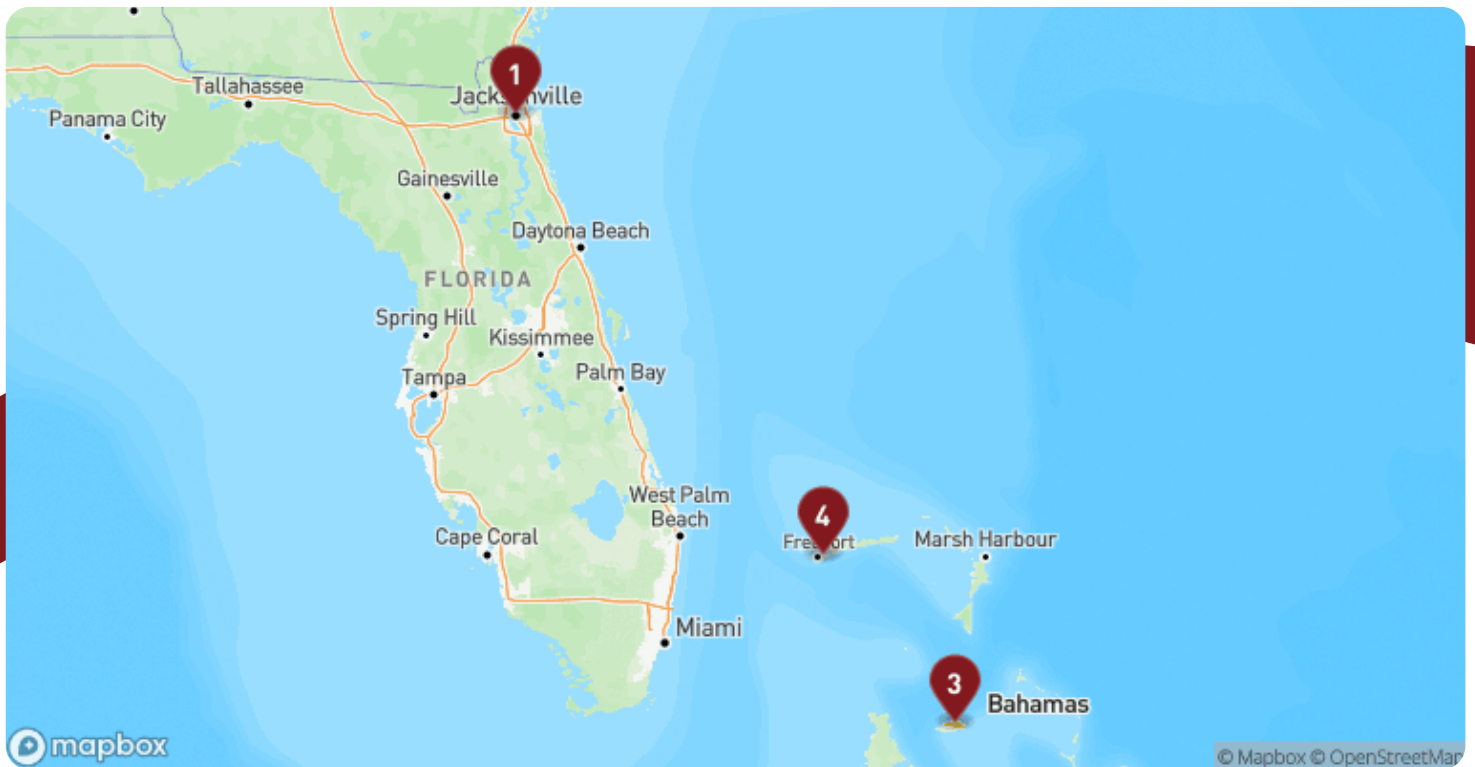 1
Tallahassee
Jacksonville
Panama City
Gainesville
Daytona Beach
FLORIDA
Spring Hill
Kissimmee
Tampa
Palm Bay
West Palm
Beach
4
Cape Coral
Freeport
Marsh Harbour
Miami
3
Bahamas
mapbox
© Mapbox © OpenStreetMap